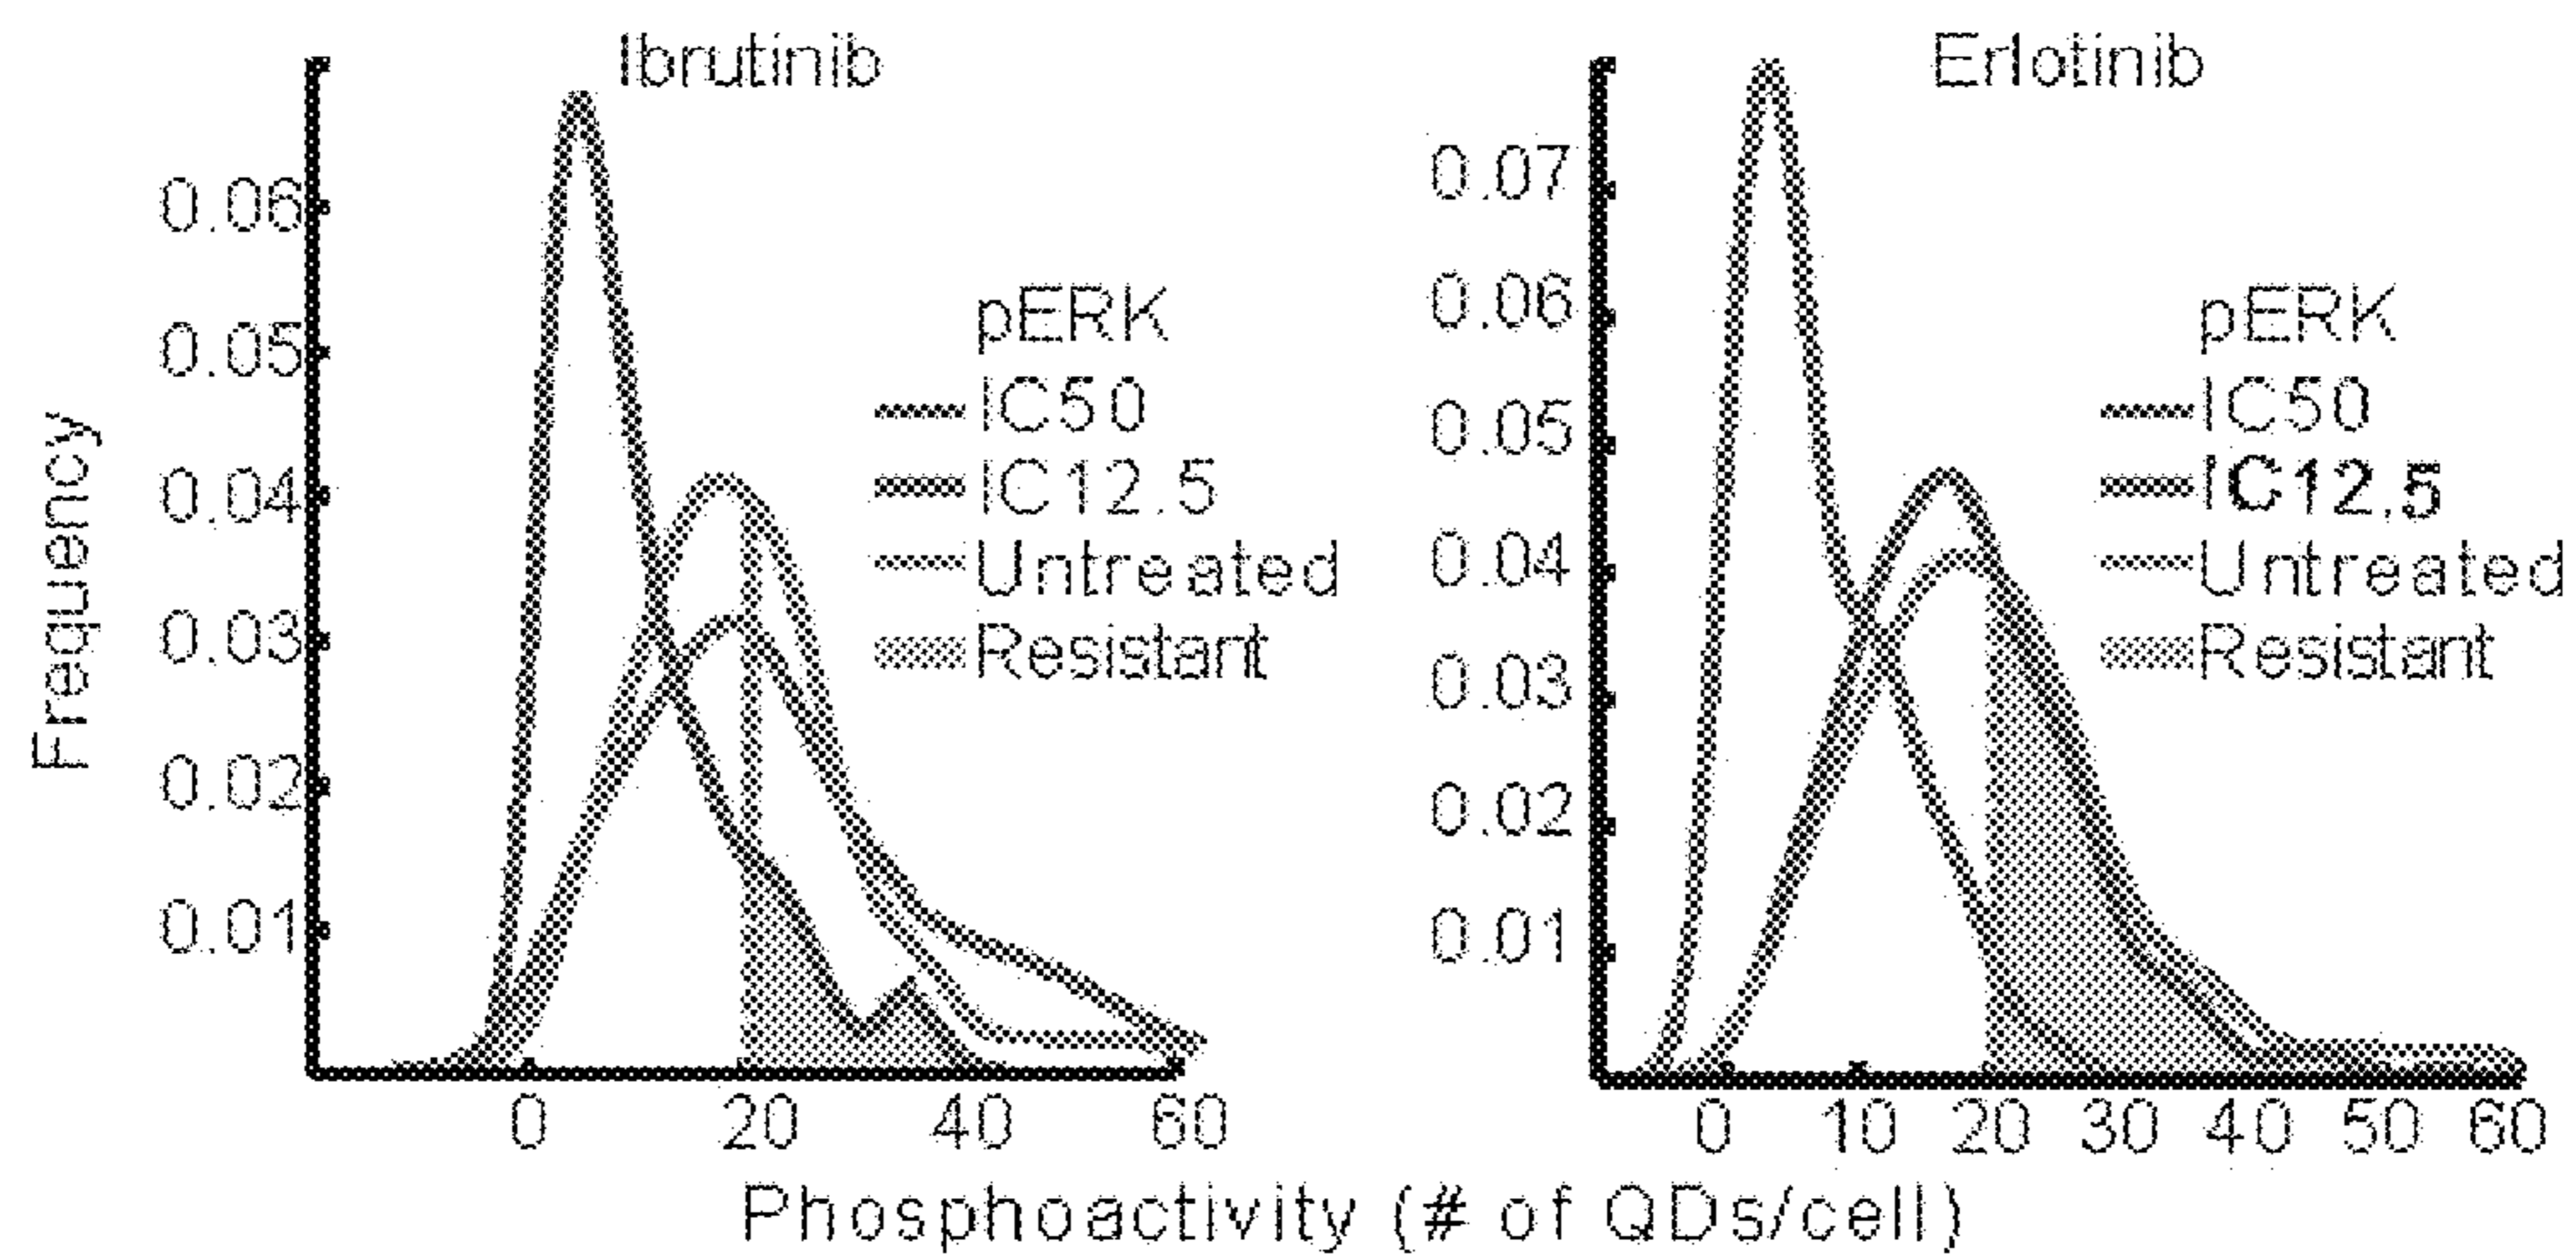 Ibrutinib
0.06
0.05
0.04
0.03
0.02
0.01
Frequency
pERK
IC50
IC12.5
Untreated
Resistant
0 20 40 60
Erlotinib
0.07
0.06
0.05
0.04
0.03
0.02
0.01
pERK
IC50
IC12.5
Untreated
Resistant
0 10 20 30 40 50 60
Phosphoactivity (# of QDs/cell)